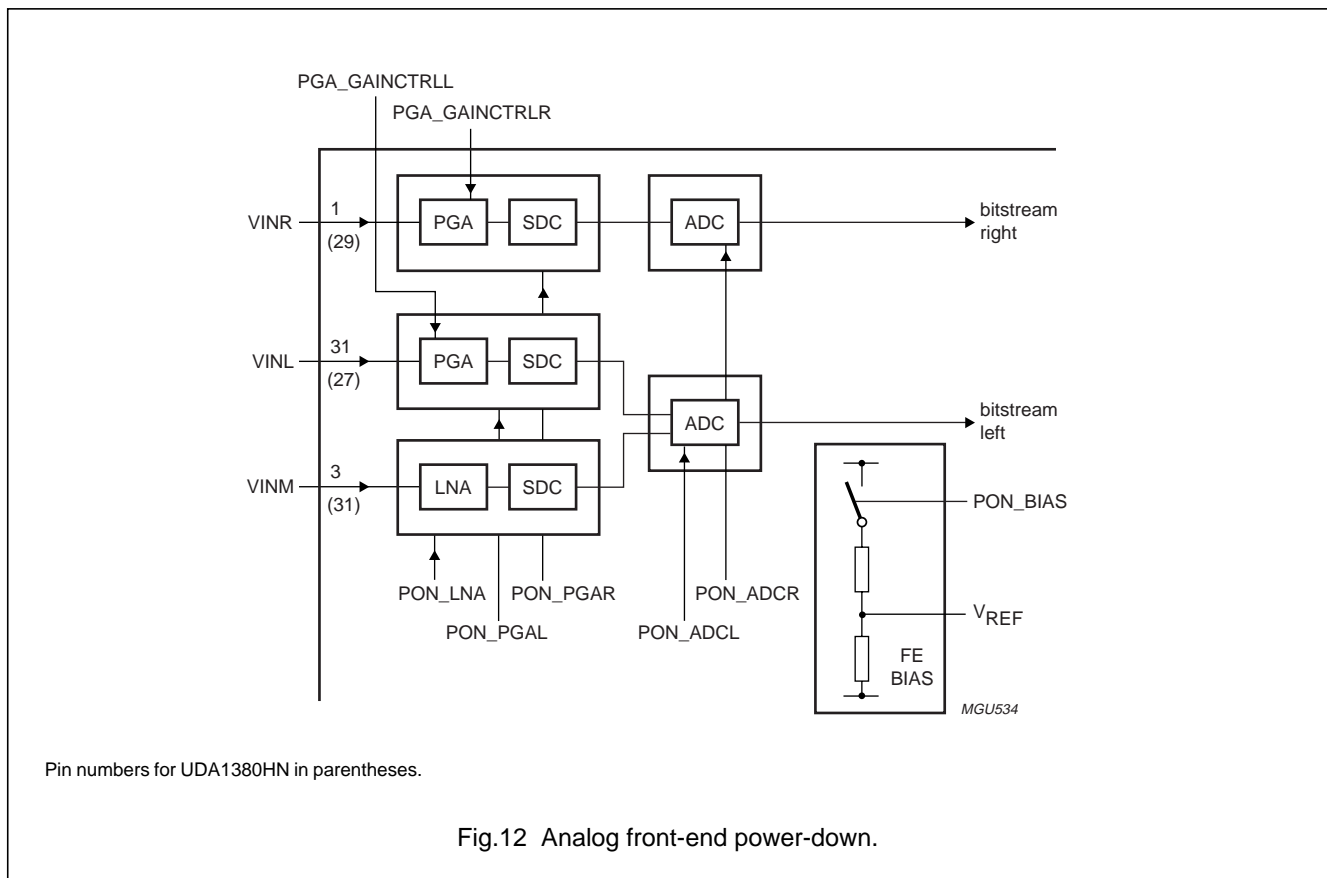 PGA_GAINCTRLL
PGA_GAINCTRLR
VINR
1
(29)
PGA
SDC
ADC
bitstream
right
VINL
31
(27)
PGA
SDC
ADC
bitstream
left
VINM
3
(31)
LNA
SDC
PON_BIAS
PON_LNA
PON_PGAR
PON_ADCR
PON_PGAL
PON_ADCL
VREF
FE
BIAS
MGU534
Pin numbers for UDA1380HN in parentheses.
Fig.12 Analog front-end power-down.